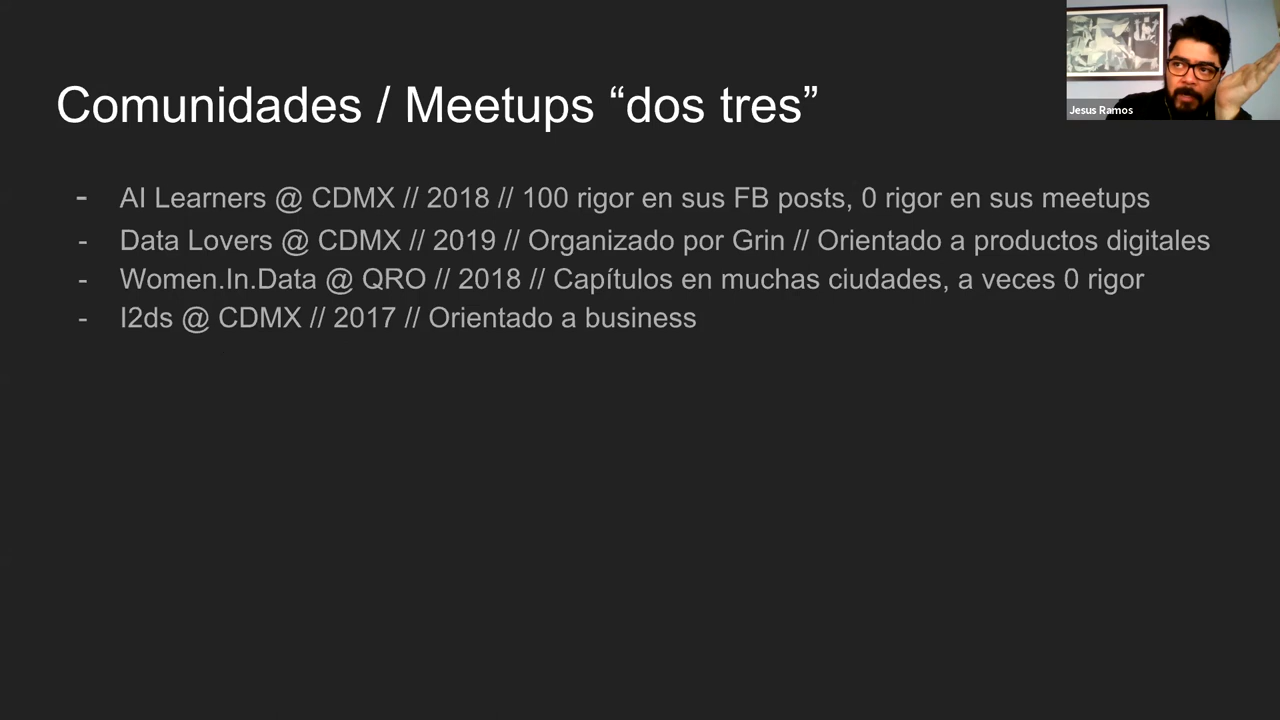 Comunidades / Meetups “dos tres”
- AI Learners @ CDMX // 2018 // 100 rigor en sus FB posts, 0 rigor en sus meetups
- Data Lovers @ CDMX // 2019 // Organizado por Grin // Orientado a productos digitales
- Women.In.Data @ QRO // 2018 // Capítulos en muchas ciudades, a veces 0 rigor
- I2ds @ CDMX // 2017 // Orientado a business
Jesus Ramos